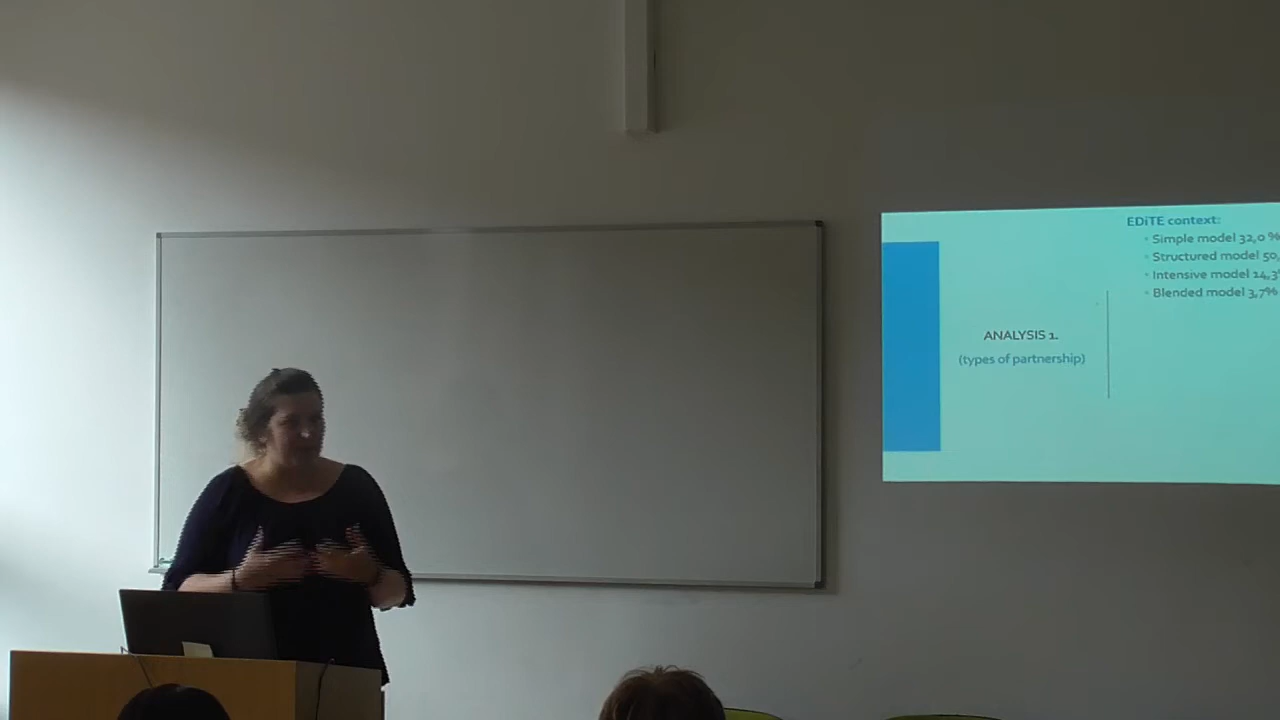 EDiTE context:
Simple model 32,0 %
Structured model 50,
Intensive model 14,3%
Blended model 3,7%
ANALYSIS 1.
(types of partnership)